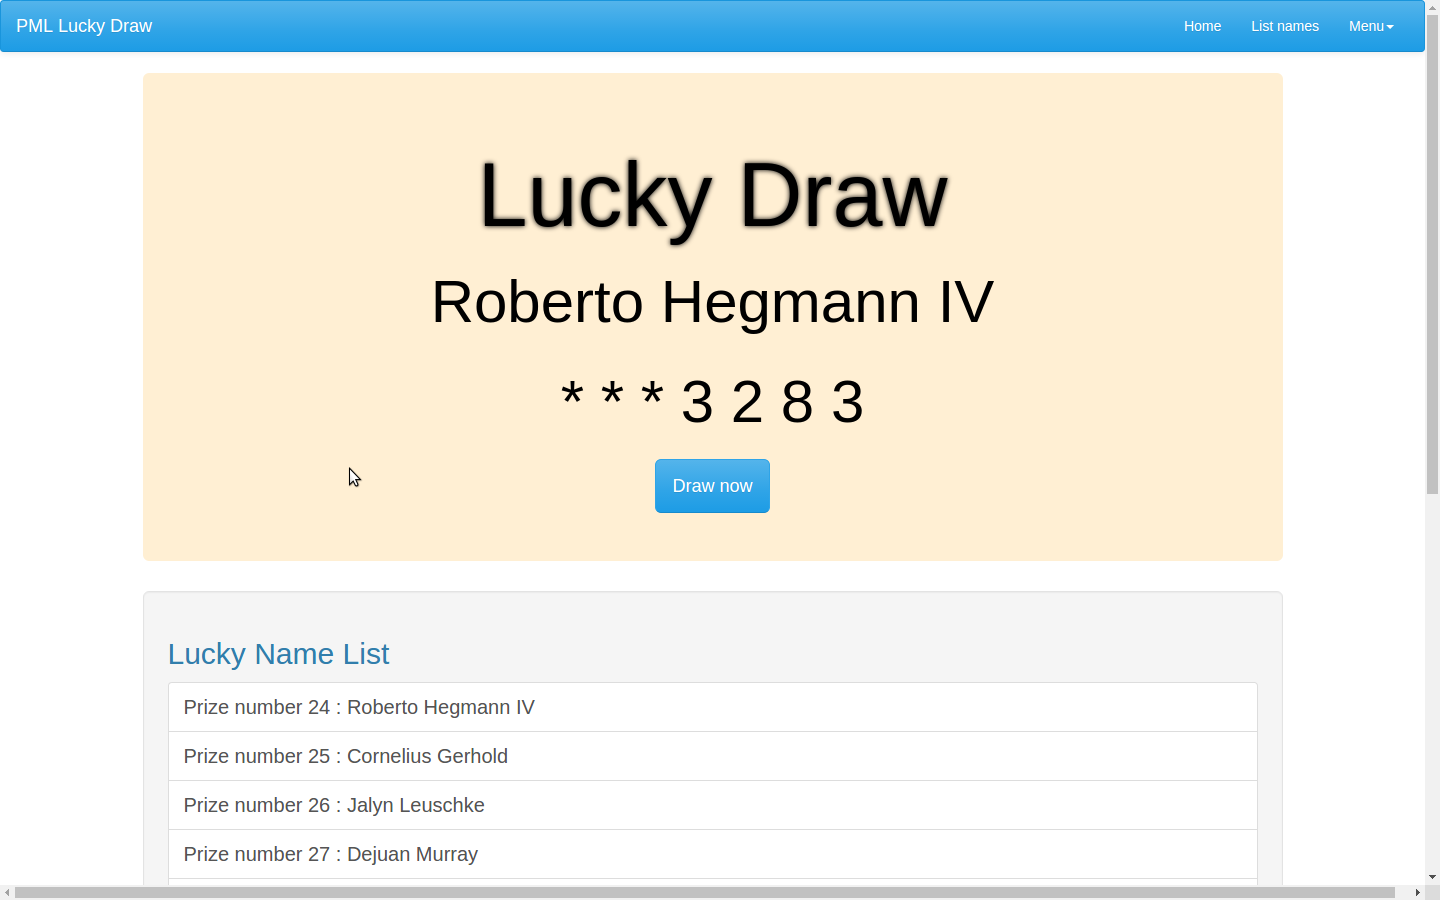 PML Lucky Draw
Home
List names
Menu
Lucky Draw
Roberto Hegmann IV
* * * 3 2 8 3
Draw now
Lucky Name List
Prize number 24 : Roberto Hegmann IV
Prize number 25 : Cornelius Gerhold
Prize number 26 : Jalyn Leuschke
Prize number 27 : Dejuan Murray